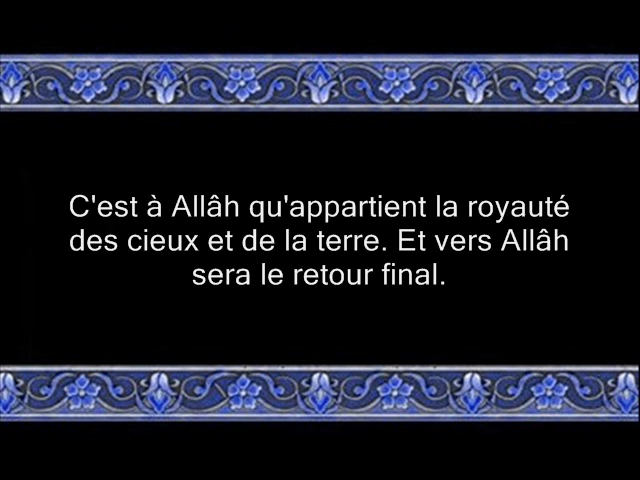 C'est à Allâh qu'appartient la royauté
des cieux et de la terre. Et vers Allâh
sera le retour final.